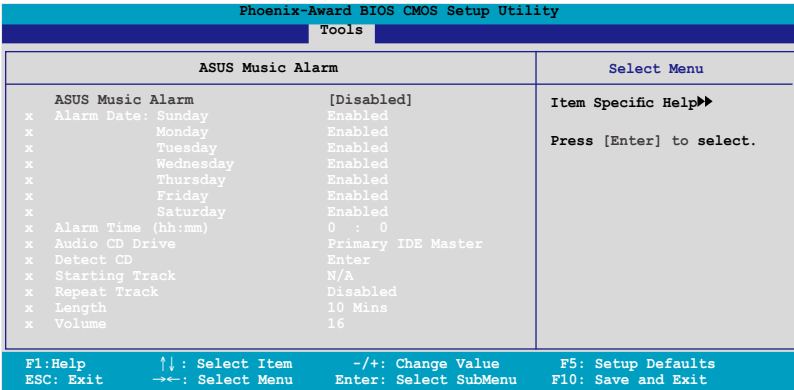 Phoenix-Award BIOS CMOS Setup Utility
Tools
ASUS Music Alarm
Select Menu
ASUS Music Alarm [Disabled]
x Alarm Date: Sunday Enabled
x Monday Enabled
x Tuesday Enabled
x Wednesday Enabled
x Thursday Enabled
x Friday Enabled
x Saturday Enabled
x Alarm Time (hh:mm) 0 : 0
x Audio CD Drive Primary IDE Master
x Detect CD Enter
x Starting Track N/A
x Repeat Track Disabled
x Length 10 Mins
x Volume 16
Item Specific Help▶▶
Press [Enter] to select.
F1:Help ↑↓: Select Item -/+: Change Value F5: Setup Defaults
ESC: Exit →←: Select Menu Enter: Select SubMenu F10: Save and Exit